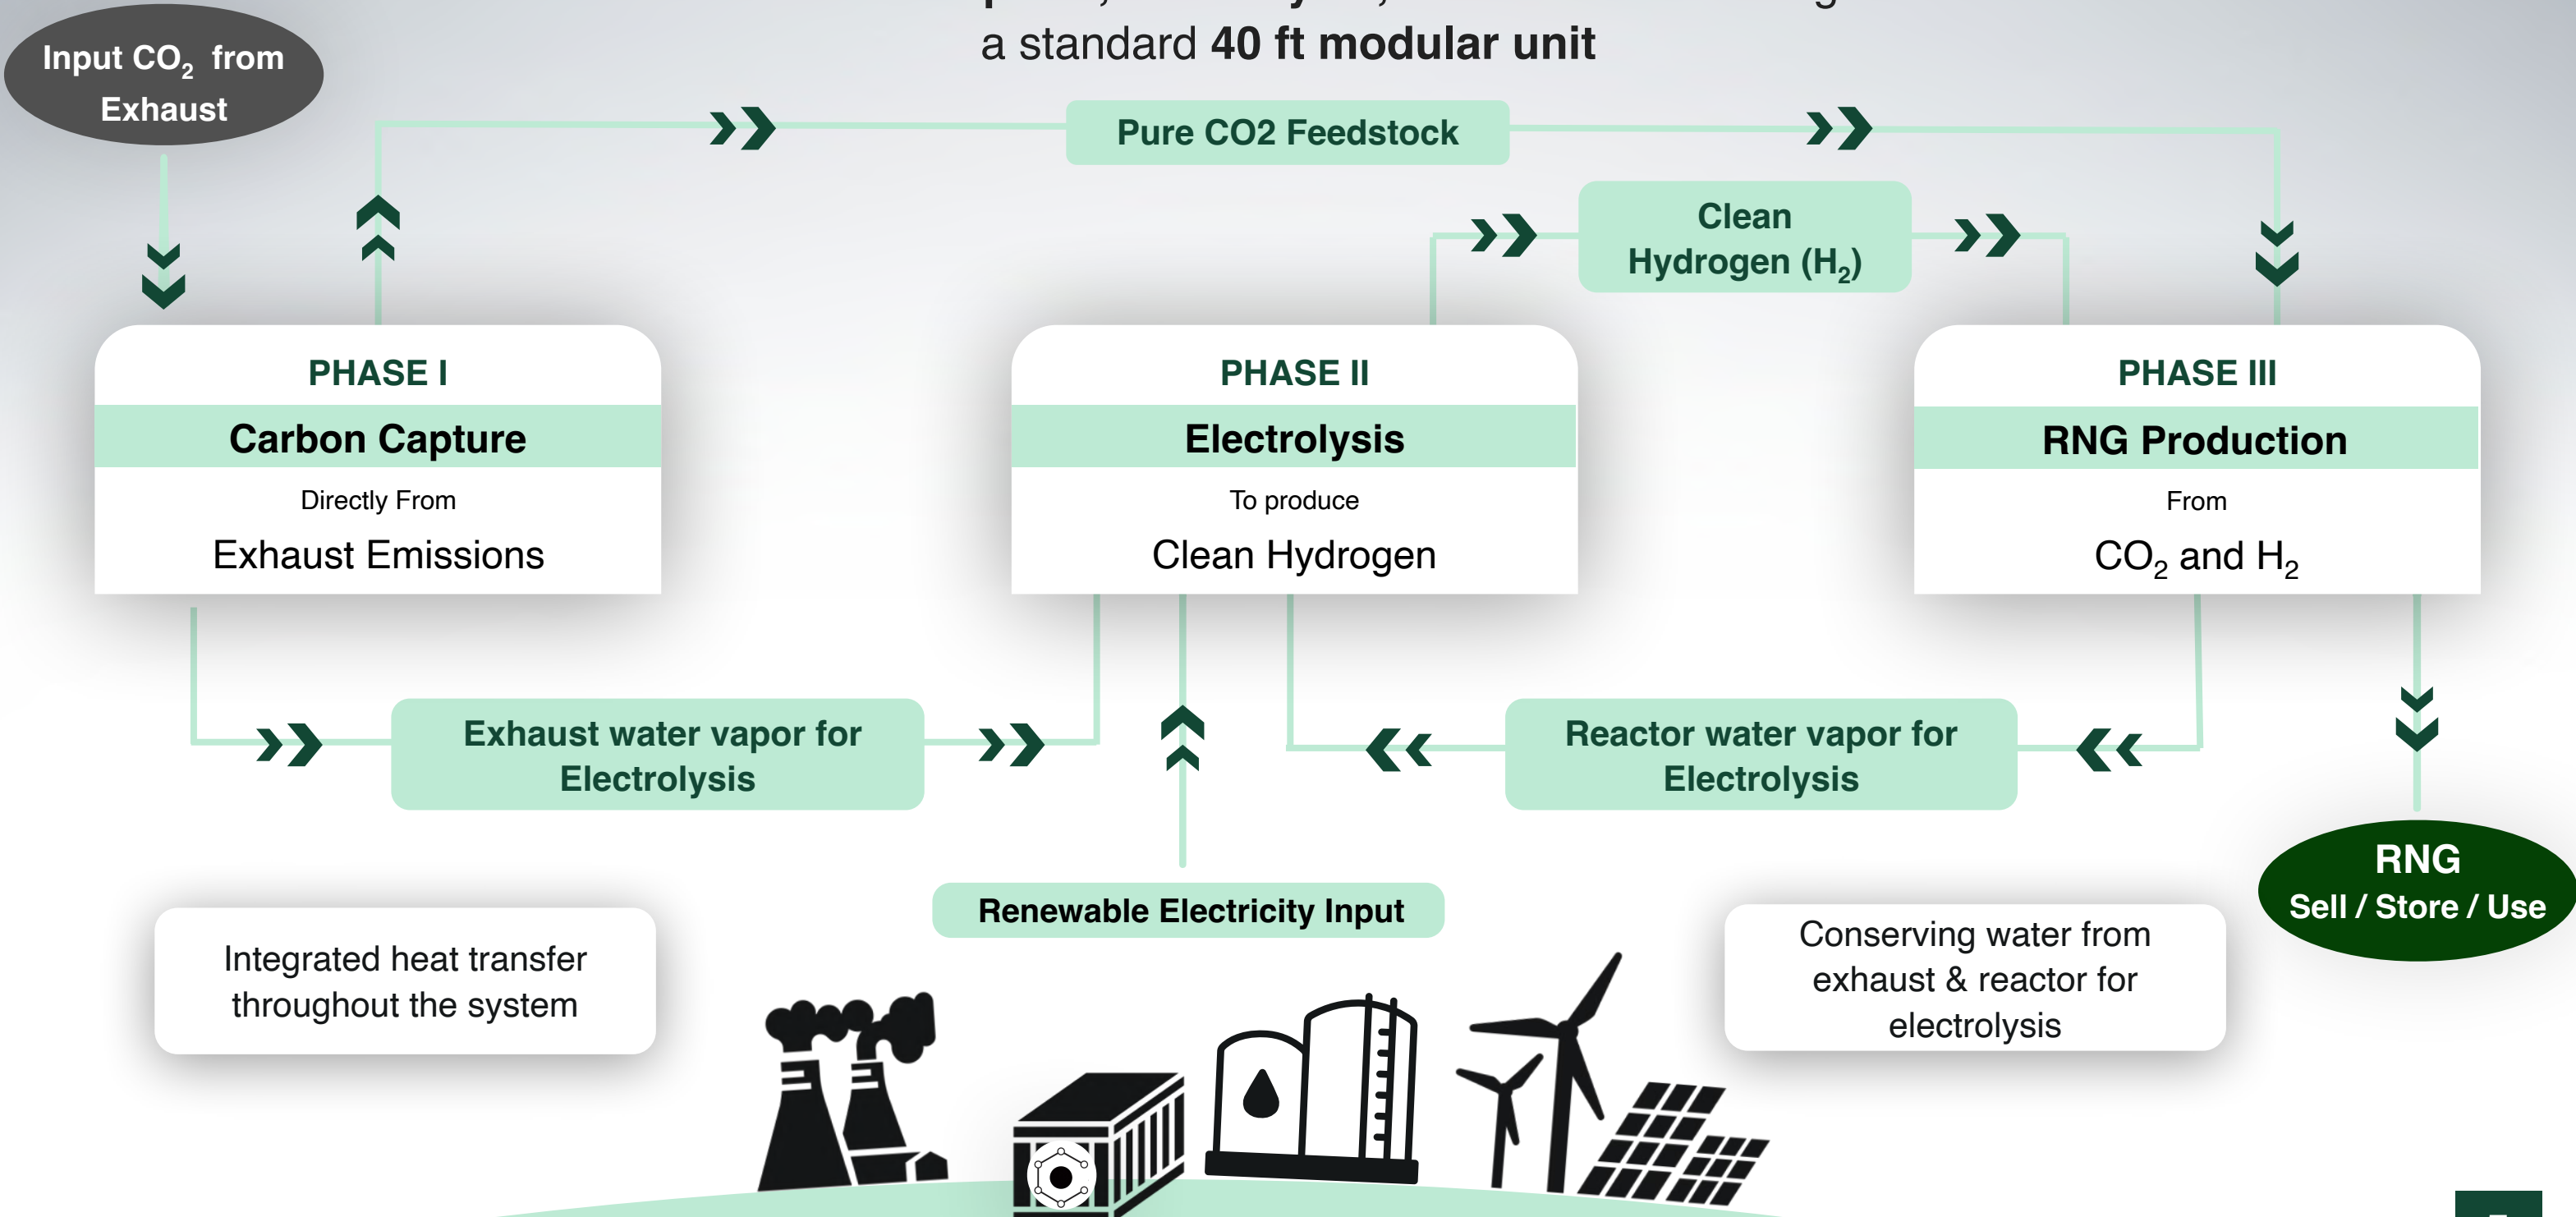 a standard 40 ft modular unit
Input CO₂ from
Exhaust
Pure CO2 Feedstock
Clean
Hydrogen (H₂)
PHASE I
Carbon Capture
Directly From
Exhaust Emissions
PHASE II
Electrolysis
To produce
Clean Hydrogen
PHASE III
RNG Production
From
CO₂ and H₂
Exhaust water vapor for
Electrolysis
Reactor water vapor for
Electrolysis
Renewable Electricity Input
RNG
Sell / Store / Use
Integrated heat transfer
throughout the system
Conserving water from
exhaust & reactor for
electrolysis